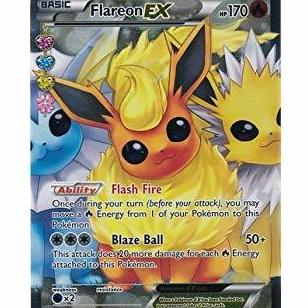 BASIC Flareon EX HP170
Ability Flash Fire
Once during your turn (before your attack), you may
move a Energy from 1 of your Pokémon to this
Pokémon.
Blaze Ball 50+
This attack does 20 more damage for each Energy
attached to this Pokémon.
weakness resistance
×2